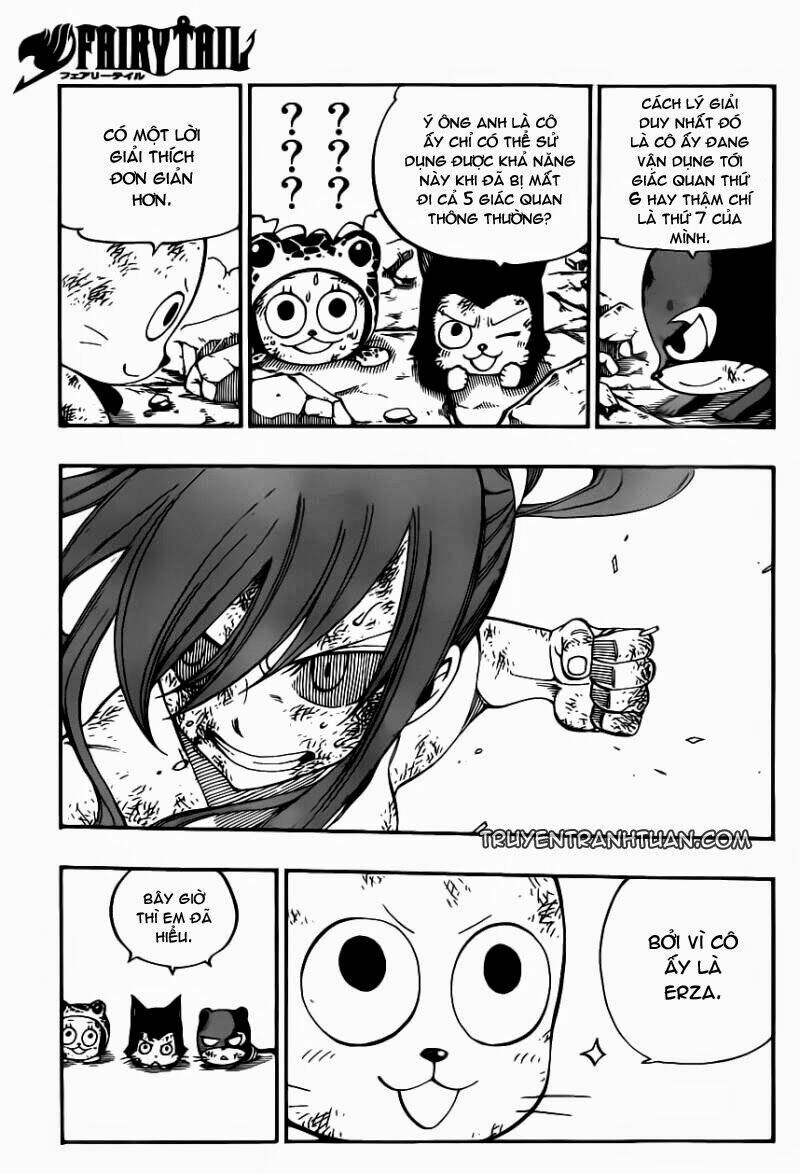 FAIRY TAIL
フェアリーテイル
CÁCH LÝ GIẢI
DUY NHẤT ĐÓ
LÀ CÔ ẤY ĐANG
VẬN DỤNG TỚI
GIÁC QUAN THỨ
6 HAY THẬM CHÍ
LÀ THỨ 7 CỦA
MÌNH.
Ý ÔNG ANH LÀ CÔ
ẤY CHỈ CÓ THỂ SỬ
DỤNG ĐƯỢC KHẢ NĂNG
NÀY KHI ĐÃ BỊ MẤT
ĐI CẢ 5 GIÁC QUAN
THÔNG THƯỜNG?
? ?
? ?
? ?
CÓ MỘT LỜI
GIẢI THÍCH
ĐƠN GIẢN
HƠN.
TRUYENTRANHTUAN.COM
BỞI VÌ CÔ
ẤY LÀ
ERZA.
BÂY GIỜ
THÌ EM ĐÃ
HIỂU.